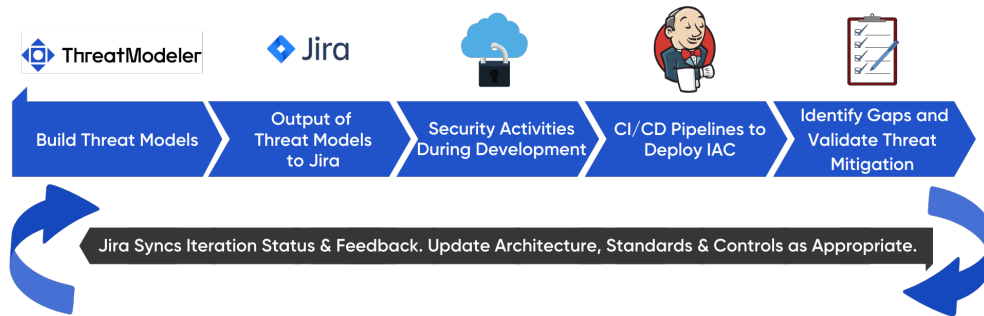 ThreatModeler
Jira
Build Threat Models
Output of
Threat Models
to Jira
Security Activities
During Development
CI/CD Pipelines to
Deploy IAC
Identify Gaps and
Validate Threat
Mitigation
Jira Syncs Iteration Status & Feedback. Update Architecture, Standards & Controls as Appropriate.